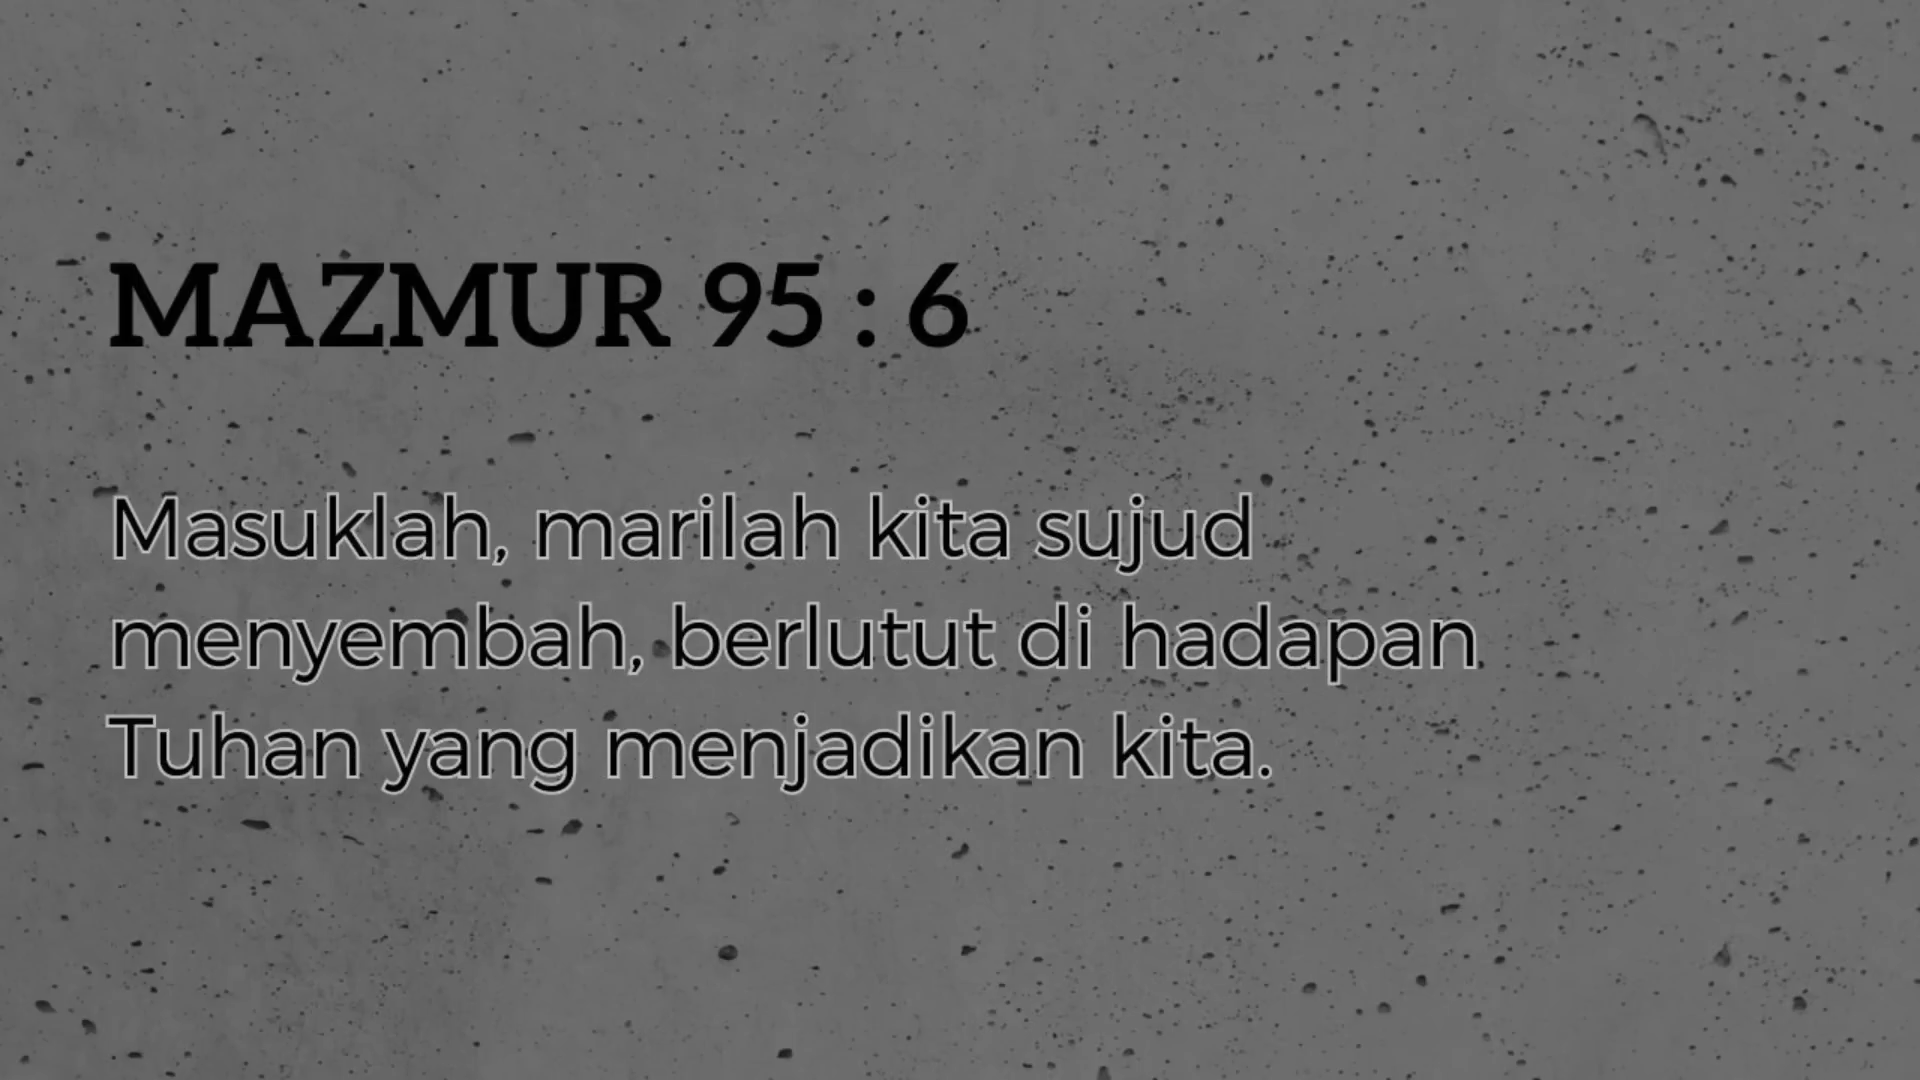 MAZMUR 95 : 6
Masuklah, marilah kita sujud
menyembah, berlutut di hadapan
Tuhan yang menjadikan kita.